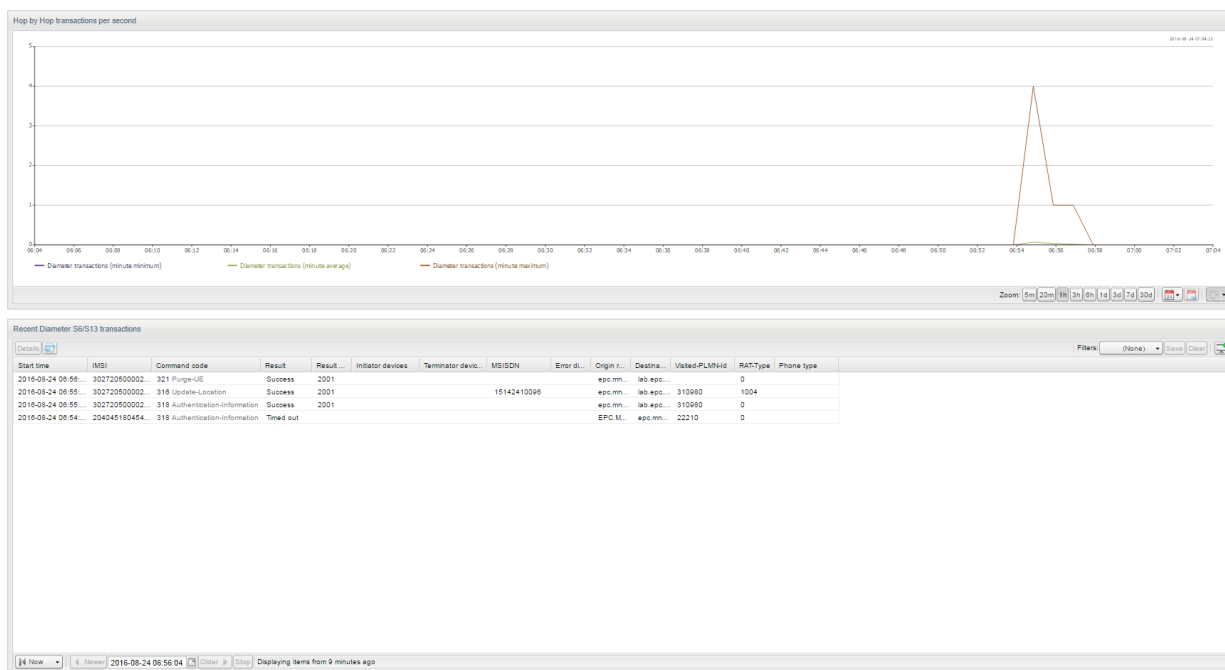 Hop by Hop transactions per second
2016-08-24 07:04:13
5
4
3
2
1
0
06:04 06:06 06:08 06:10 06:12 06:14 06:16 06:18 06:20 06:22 06:24 06:26 06:28 06:30 06:32 06:34 06:36 06:38 06:40 06:42 06:44 06:46 06:48 06:50 06:52 06:54 06:56 06:58 07:00 07:02 07:04
Diameter transactions (minute minimum) Diameter transactions (minute average) Diameter transactions (minute maximum)
Zoom: 5m 20m 1h 3h 6h 1d 3d 7d 30d
Recent Diameter S6/S13 transactions
Details Filters: (None) Save Clear
Start time IMSI Command code Result Result ... Initiator devices Terminator devic... MSISDN Error di... Origin r... Destina... Visited-PLMN-Id RAT-Type Phone type
2016-08-24 06:56:... 302720500002... 321 Purge-UE Success 2001 epc.mn... lab.epc... 0
2016-08-24 06:55:... 302720500002... 316 Update-Location Success 15142410096 epc.mn... lab.epc... 310980 1004
2016-08-24 06:55:... 302720500002... 318 Authentication-Information Success 2001 epc.mn... lab.epc... 310980 0
2016-08-24 06:54:... 204045180454... 318 Authentication-Information Timed out EPC.M... epc.mn... 22210 0
Now Newer 2016-08-24 06:56:04 Older Stop Displaying items from 9 minutes ago